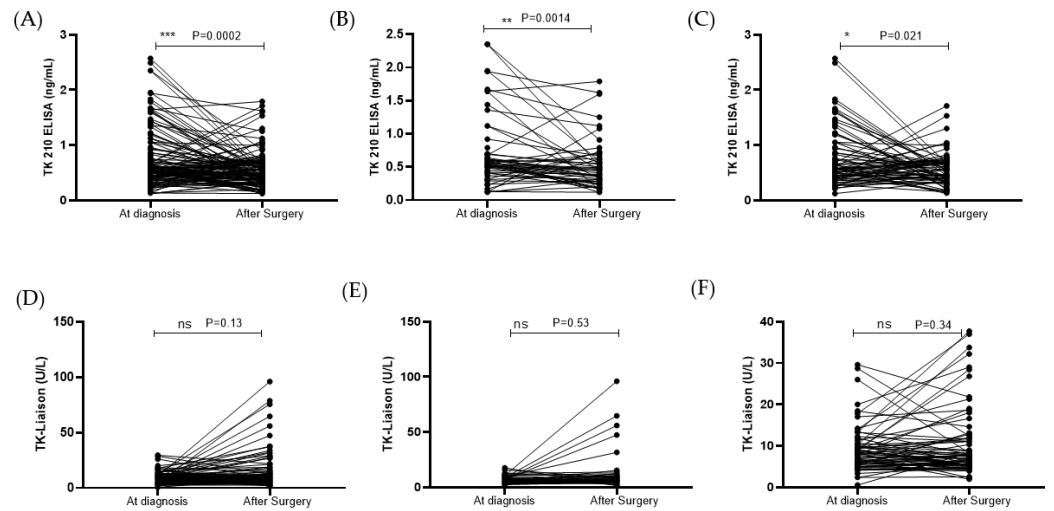 (A)
*** P=0.0002
TK 210 ELISA (ng/mL)
3
2
1
0
At diagnosis
After Surgery
(B)
** P=0.0014
TK 210 ELISA (ng/mL)
2.5
2.0
1.5
1.0
0.5
0.0
At diagnosis
After Surgery
(C)
* P=0.021
TK 210 ELISA (ng/mL)
3
2
1
0
At diagnosis
After Surgery
(D)
ns P=0.13
TK-Liaison (U/L)
150
100
50
0
At diagnosis
After Surgery
(E)
ns P=0.53
TK-Liaison (U/L)
150
100
50
0
At diagnosis
After Surgery
(F)
ns P=0.34
TK-Liaison (U/L)
40
30
20
10
0
At diagnosis
After Surgery